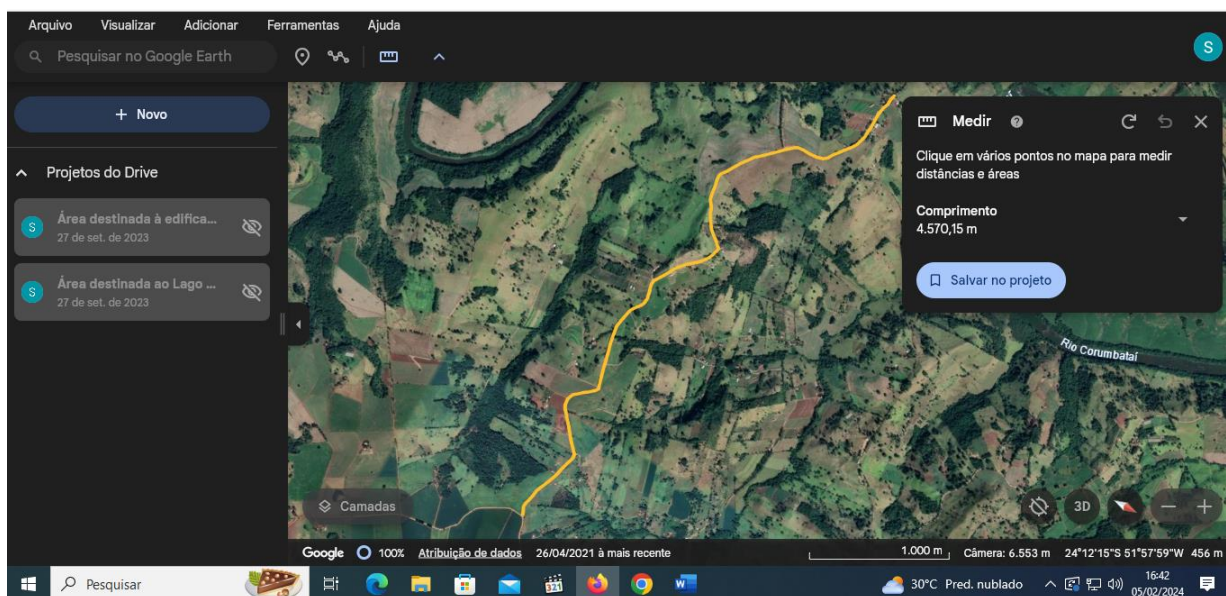 Arquivo Visualizar Adicionar Ferramentas Ajuda
Pesquisar no Google Earth
S
+ Novo
Projetos do Drive
S
Área destinada à edifica...
27 de set. de 2023
S
Área destinada ao Lago ...
27 de set. de 2023
Medir
Clique em vários pontos no mapa para medir
distâncias e áreas
Comprimento
4.570,15 m
Salvar no projeto
Rio Corumbataí
Camadas
3D
Google 100% Atribuição de dados 26/04/2021 à mais recente 1.000 m Câmera: 6.553 m 24°12'15"S 51°57'59"W 456 m
Pesquisar
321
W
30°C Pred. nublado
16:42
05/02/2024